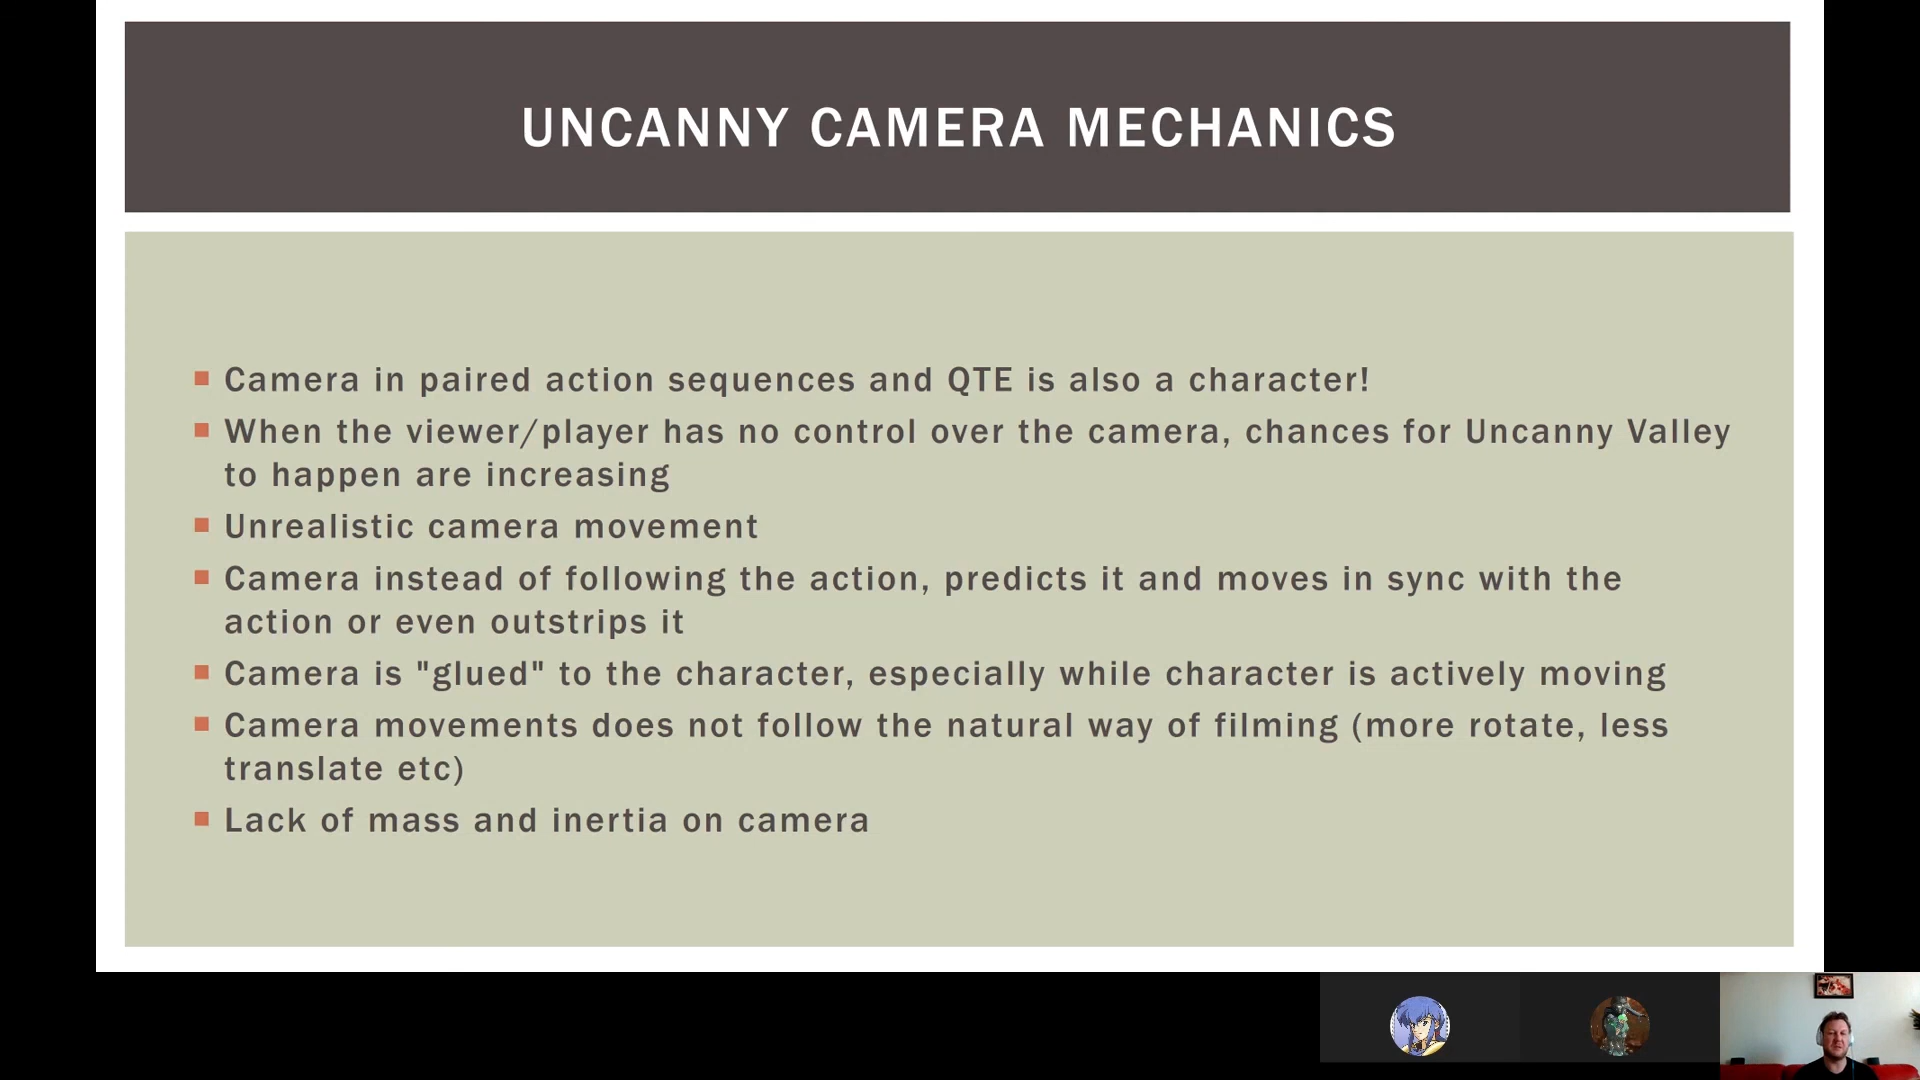 UNCANNY CAMERA MECHANICS
Camera in paired action sequences and QTE is also a character!
When the viewer/player has no control over the camera, chances for Uncanny Valley
to happen are increasing
Unrealistic camera movement
Camera instead of following the action, predicts it and moves in sync with the
action or even outstrips it
Camera is "glued" to the character, especially while character is actively moving
Camera movements does not follow the natural way of filming (more rotate, less
translate etc)
Lack of mass and inertia on camera